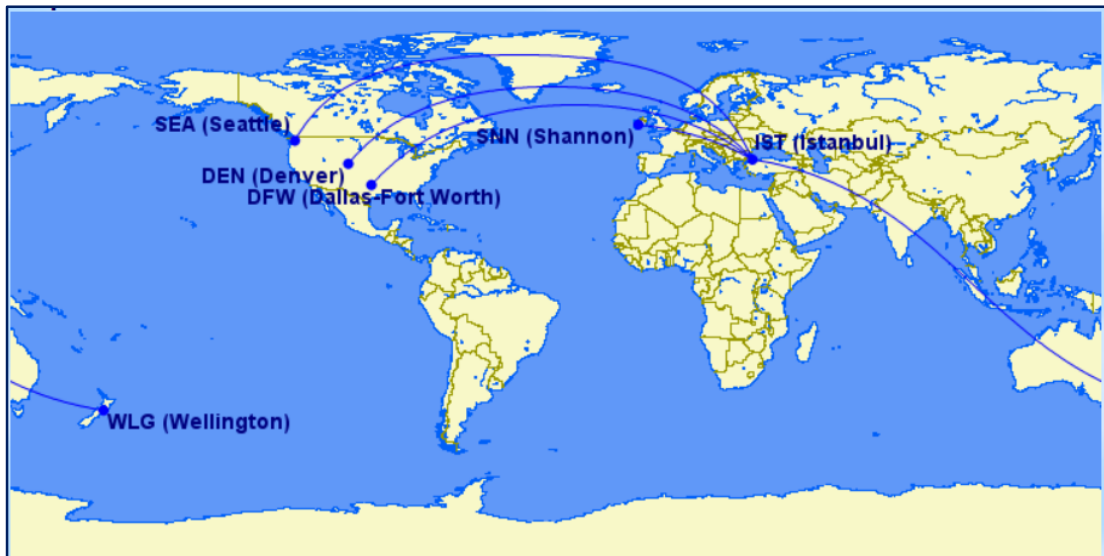 SEA (Seattle)
SNN (Shannon)
IST (Istanbul)
DEN (Denver)
DFW (Dallas-Fort Worth)
WLG (Wellington)